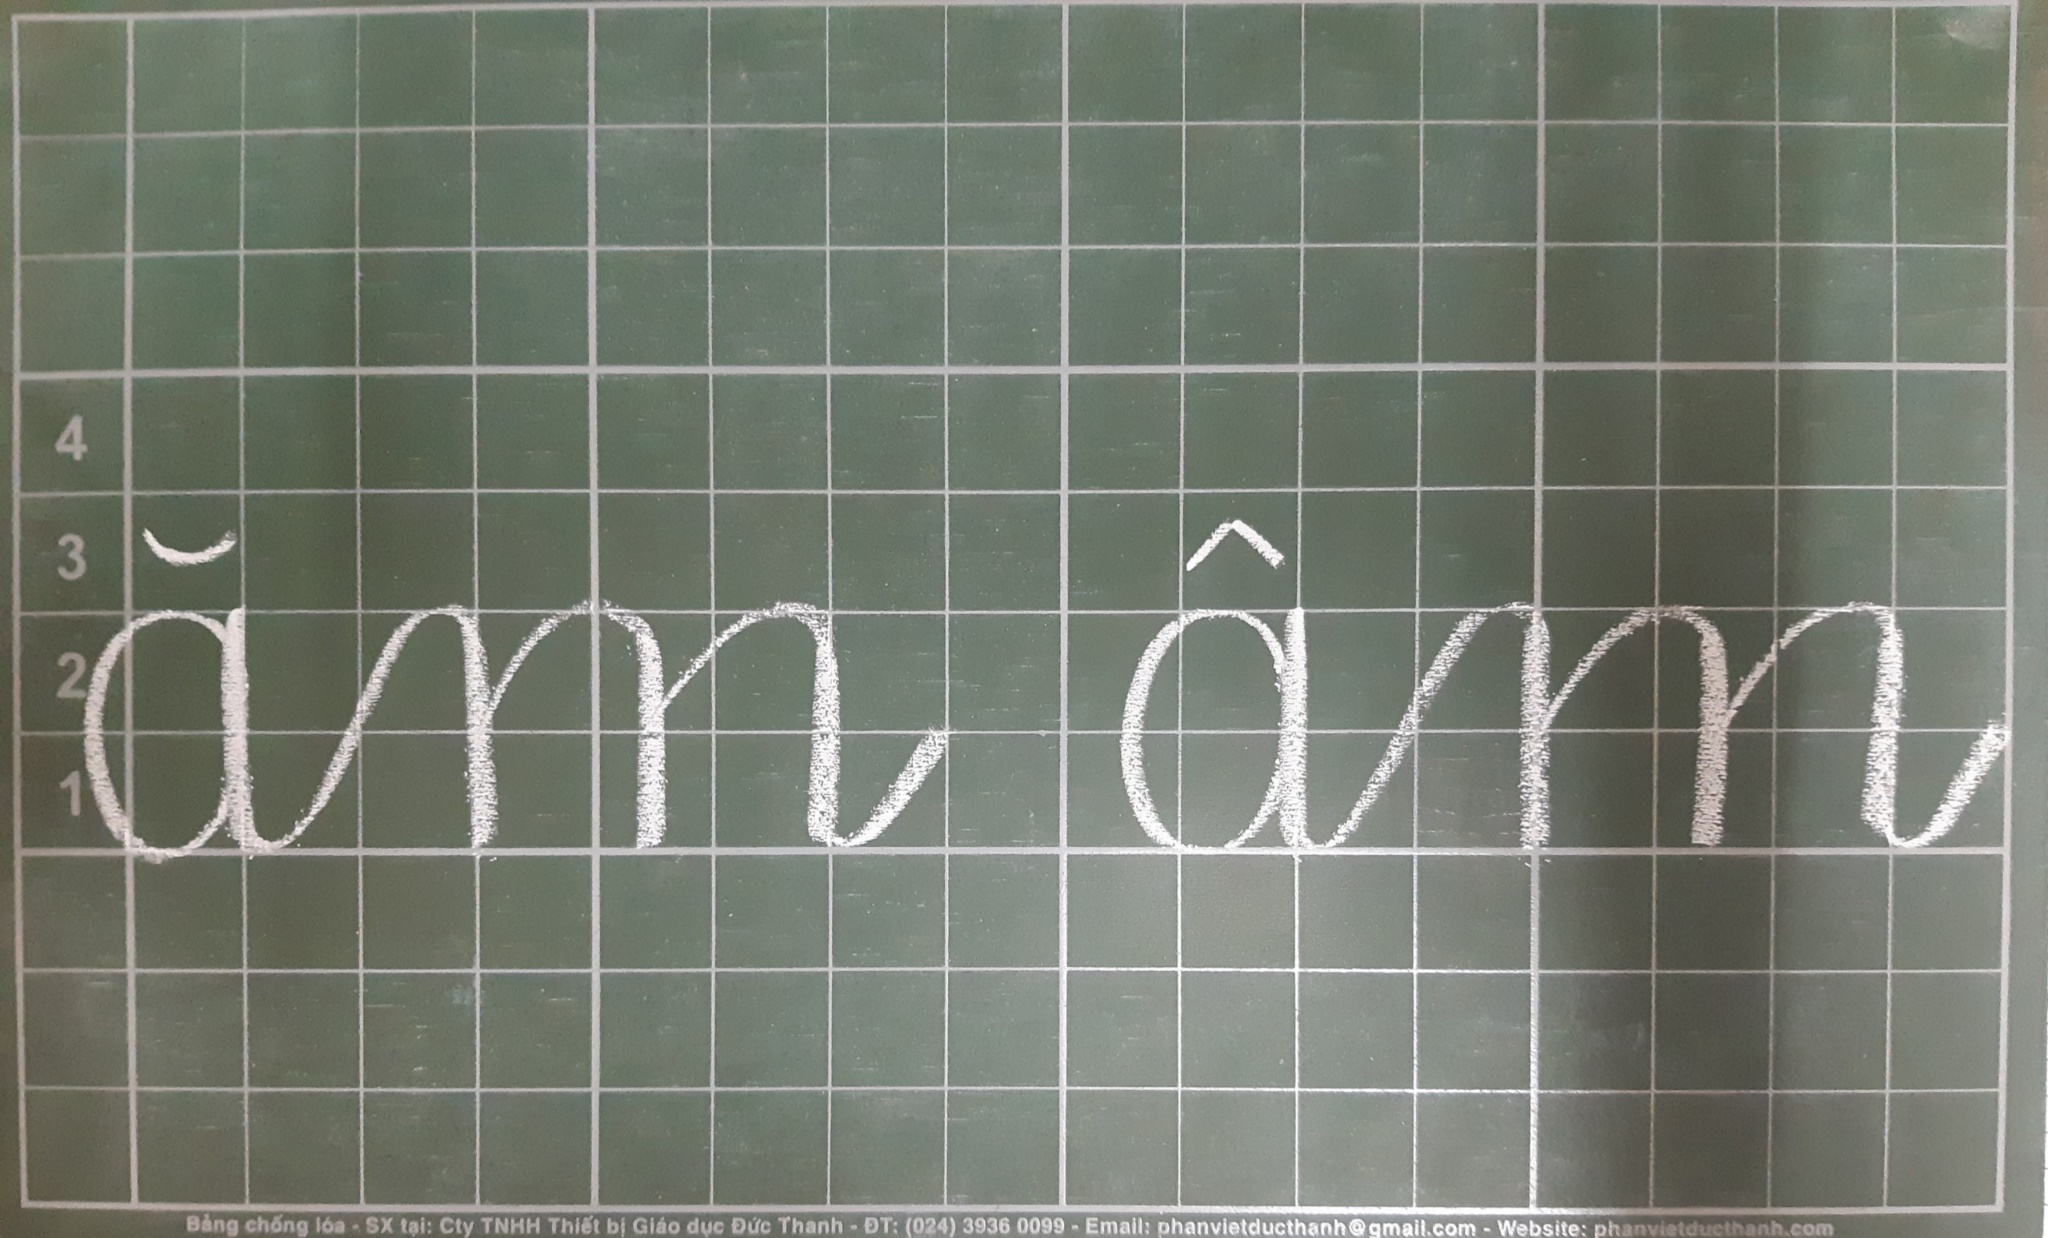 4
3
2
1
ăm âm
Bảng chống lóa - SX tại: Cty TNHH Thiết bị Giáo dục Đức Thanh - ĐT: (024) 3936 0099 - Email: phanvietducthanh@gmail.com - Website: phanvietducthanh.com